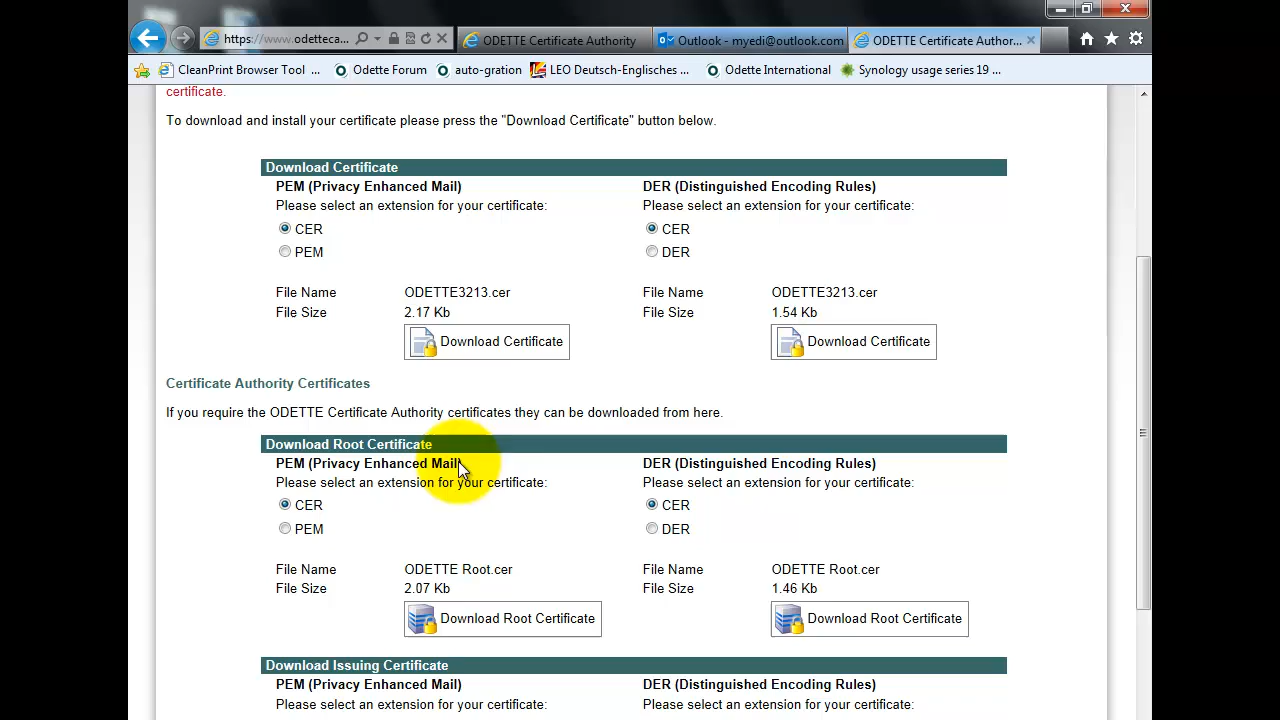 https://www.odetteca...
ODETTE Certificate Authority
Outlook - myedi@outlook.com
ODETTE Certificate Author...
CleanPrint Browser Tool ...
Odette Forum
auto-gration
LEO Deutsch-Englisches ...
Odette International
Synology usage series 19 ...
certificate.
To download and install your certificate please press the "Download Certificate" button below.
Download Certificate
PEM (Privacy Enhanced Mail)
DER (Distinguished Encoding Rules)
Please select an extension for your certificate:
Please select an extension for your certificate:
CER
CER
PEM
DER
File Name
ODETTE3213.cer
File Name
ODETTE3213.cer
File Size
2.17 Kb
File Size
1.54 Kb
Download Certificate
Download Certificate
Certificate Authority Certificates
If you require the ODETTE Certificate Authority certificates they can be downloaded from here.
Download Root Certificate
PEM (Privacy Enhanced Mail)
DER (Distinguished Encoding Rules)
Please select an extension for your certificate:
Please select an extension for your certificate:
CER
CER
PEM
DER
File Name
ODETTE Root.cer
File Name
ODETTE Root.cer
File Size
2.07 Kb
File Size
1.46 Kb
Download Root Certificate
Download Root Certificate
Download Issuing Certificate
PEM (Privacy Enhanced Mail)
DER (Distinguished Encoding Rules)
Please select an extension for your certificate:
Please select an extension for your certificate: